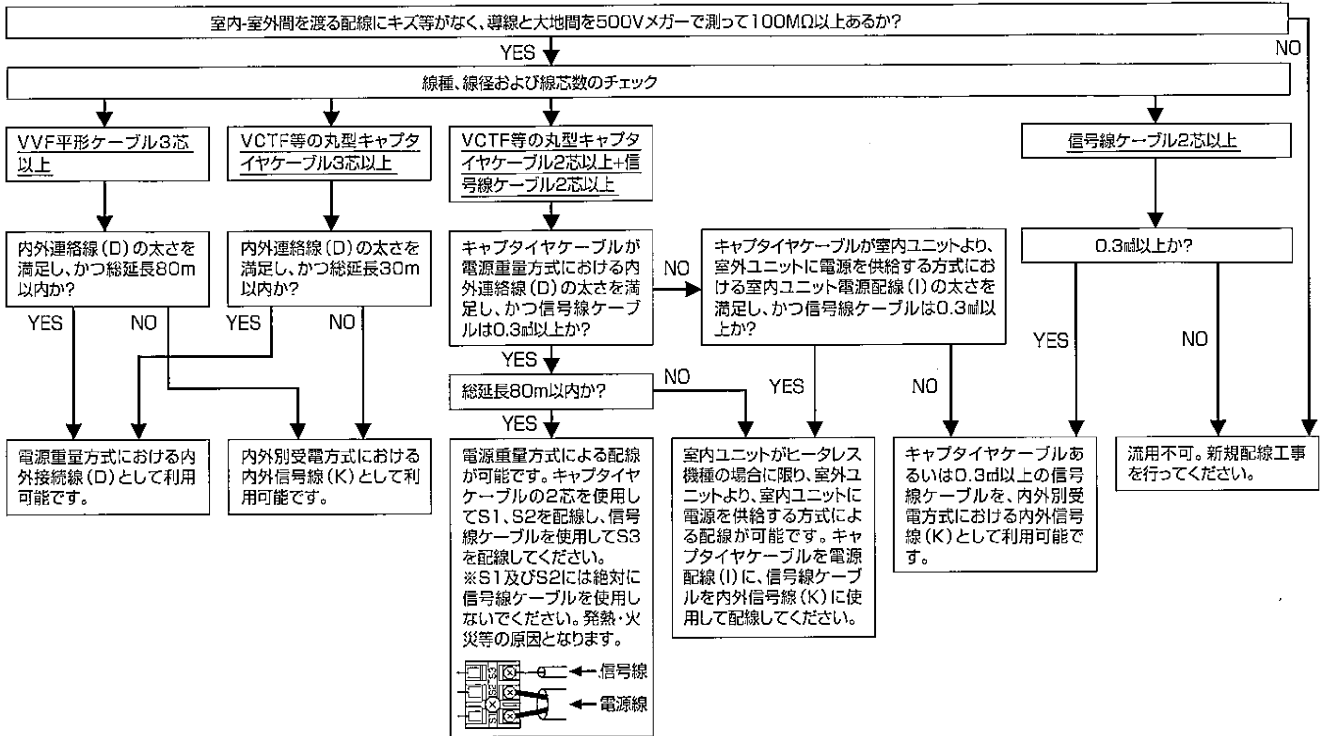 室内-室外間を渡る配線にキズ等がなく、導線と大地間を500Vメガーで測って100MΩ以上あるか?
YES
NO
線種、線径および線芯数のチェック
VVF平形ケーブル3芯
以上
VCTF等の丸型キャプタ
イヤケーブル3芯以上
VCTF等の丸型キャプタ
イヤケーブル2芯以上+信
号線ケーブル2芯以上
信号線ケーブル2芯以上
内外連絡線(D)の太さを
満足し、かつ総延長80m
以内か?
内外連絡線(D)の太さを
満足し、かつ総延長30m
以内か?
キャプタイヤケーブルが
電源重量方式における内
外連絡線(D)の太さを満
足し、かつ信号線ケーブ
ルは0.3㎟以上か?
NO
キャプタイヤケーブルが室内ユニットより、
室外ユニットに電源を供給する方式にお
ける室内ユニット電源配線(I)の太さを
満足し、かつ信号線ケーブルは0.3㎟以
上か?
0.3㎟以上か?
YES
NO
YES
NO
YES
総延長80m以内か?
NO
YES
YES
NO
YES
NO
電源重量方式における内
外接続線(D)として利用
可能です。
内外別受電方式における
内外信号線(K)として利
用可能です。
電源重量方式による配線
が可能です。キャプタイヤ
ケーブルの2芯を使用し
てS1、S2を配線し、信号
線ケーブルを使用してS3
を配線してください。
※S1及びS2には絶対に
信号線ケーブルを使用し
ないでください。発熱・火
災等の原因となります。
S3
信号線
S2
電源線
S1
室内ユニットがヒータレス
機種の場合に限り、室外ユ
ニットより、室内ユニットに
電源を供給する方式によ
る配線が可能です。キャ
プタイヤケーブルを電源
配線(I)に、信号線ケーブ
ルを内外信号線(K)に使
用して配線してください。
キャプタイヤケーブルあ
るいは0.3㎟以上の信号
線ケーブルを、内外別受
電方式における内外信号
線(K)として利用可能で
す。
流用不可。新規配線工事
を行ってください。